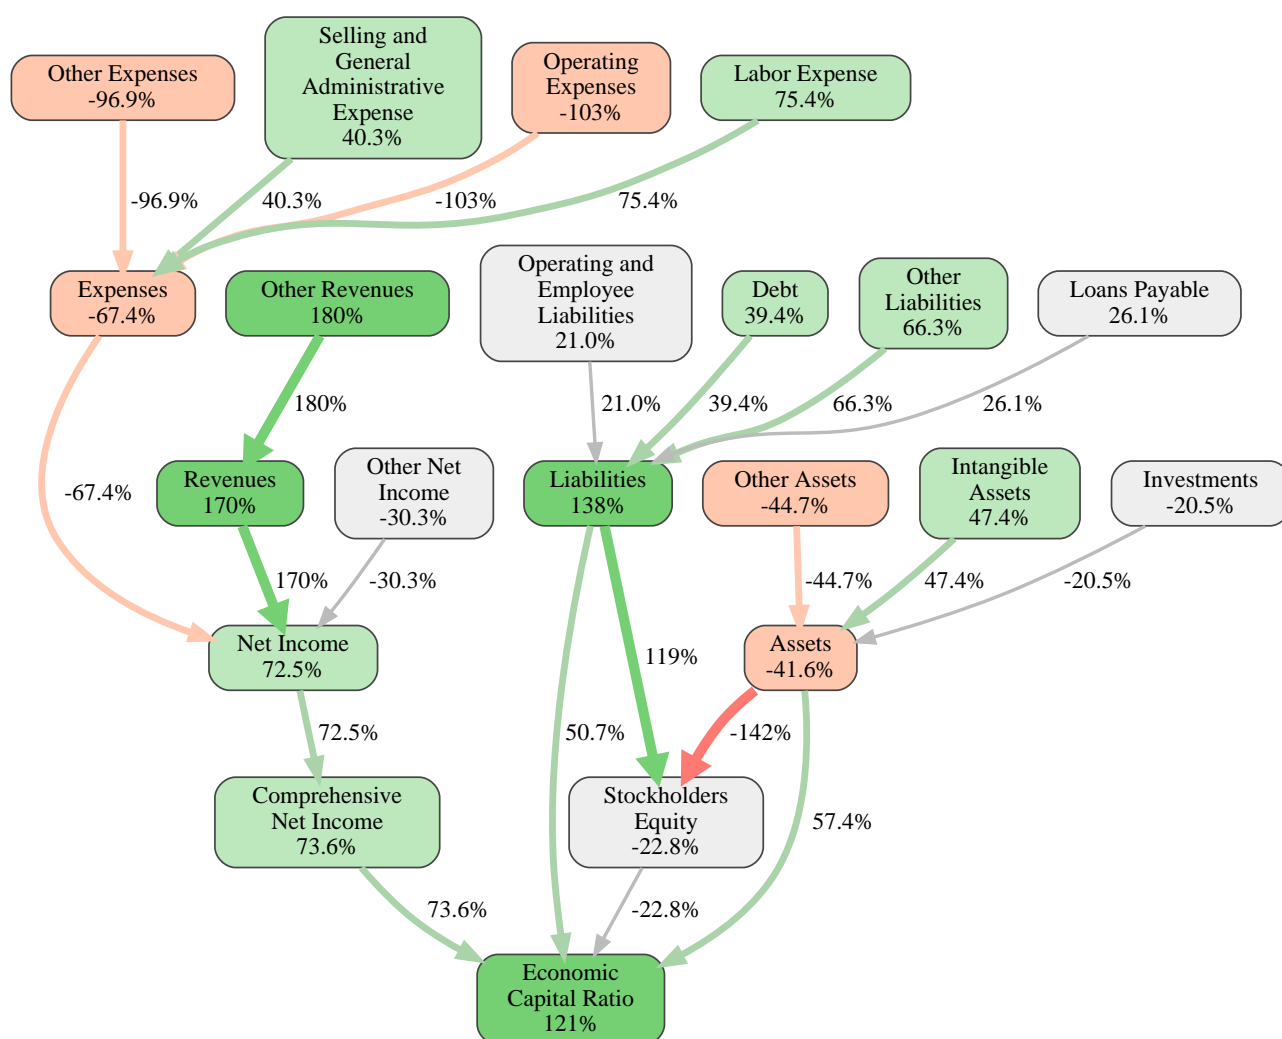 Other Expenses
-96.9%
Selling and
General
Administrative
Expense
40.3%
Operating
Expenses
-103%
Labor Expense
75.4%
-96.9%
40.3%
-103%
75.4%
Expenses
-67.4%
Other Revenues
180%
Operating and
Employee
Liabilities
21.0%
Debt
39.4%
Other
Liabilities
66.3%
Loans Payable
26.1%
180%
21.0%
39.4%
66.3%
26.1%
-67.4%
Revenues
170%
Other Net
Income
-30.3%
Liabilities
138%
Other Assets
-44.7%
Intangible
Assets
47.4%
Investments
-20.5%
170%
-30.3%
-44.7%
47.4%
-20.5%
Net Income
72.5%
119%
Assets
-41.6%
72.5%
50.7%
-142%
Comprehensive
Net Income
73.6%
Stockholders
Equity
-22.8%
57.4%
73.6%
-22.8%
Economic
Capital Ratio
121%